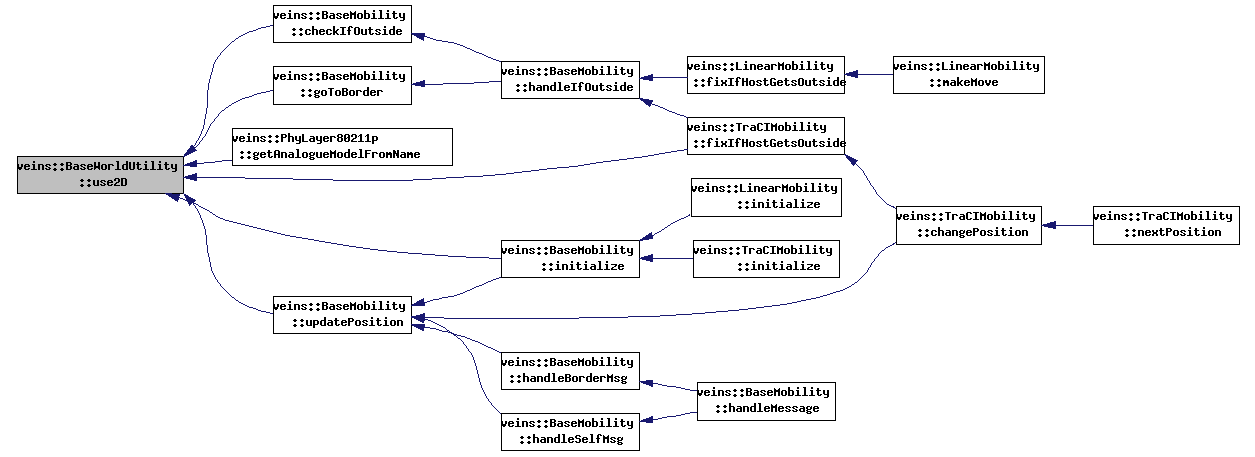 veins::BaseMobility
::checkIfOutside
veins::BaseMobility
::goToBorder
veins::PhyLayer80211p
::getAnalogueModelFromName
veins::BaseWorldUtility
::use2D
veins::BaseMobility
::handleIfOutside
veins::LinearMobility
::fixIfHostGetsOutside
veins::LinearMobility
::makeMove
veins::TraCIMobility
::fixIfHostGetsOutside
veins::LinearMobility
::initialize
veins::BaseMobility
::initialize
veins::TraCIMobility
::initialize
veins::TraCIMobility
::changePosition
veins::TraCIMobility
::nextPosition
veins::BaseMobility
::updatePosition
veins::BaseMobility
::handleBorderMsg
veins::BaseMobility
::handleMessage
veins::BaseMobility
::handleSelfMsg